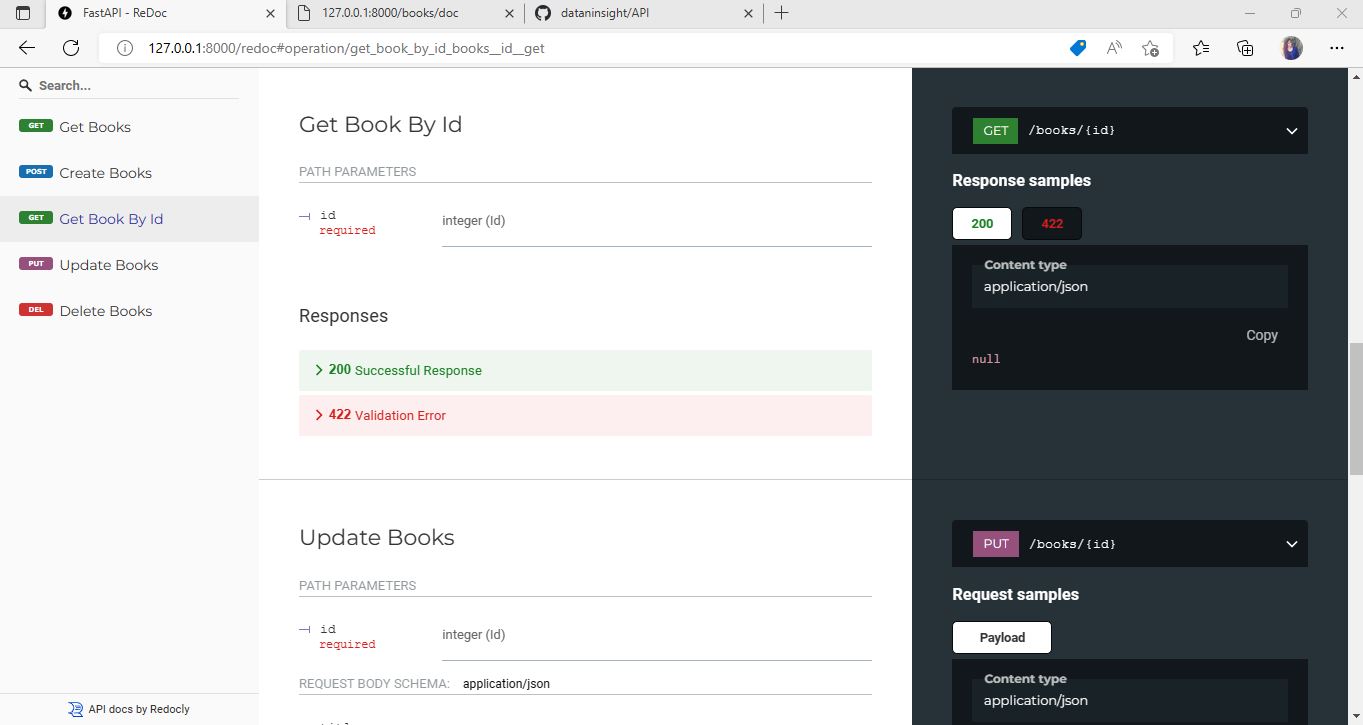 FastAPI - ReDoc
127.0.0.1:8000/books/doc
dataninsight/API
127.0.0.1:8000/redoc#operation/get_book_by_id_books__id__get
Search...
GET Get Books
POST Create Books
GET Get Book By Id
PUT Update Books
DEL Delete Books
API docs by Redocly
Get Book By Id
PATH PARAMETERS
id
required
integer (Id)
Responses
200 Successful Response
422 Validation Error
GET /books/{id}
Response samples
200 422
Content type
application/json
Copy
null
Update Books
PATH PARAMETERS
id
required
integer (Id)
REQUEST BODY SCHEMA: application/json
PUT /books/{id}
Request samples
Payload
Content type
application/json